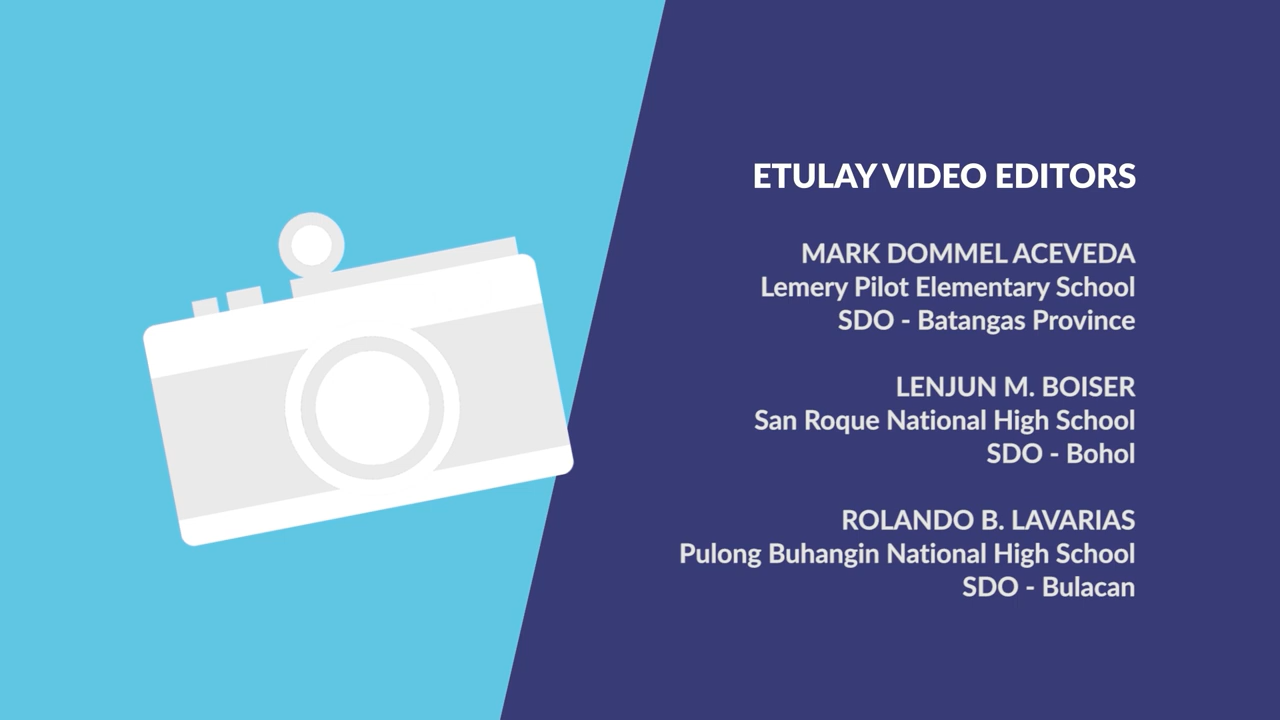 ETULAY VIDEO EDITORS
MARK DOMMEL ACEVEDA
Lemery Pilot Elementary School
SDO - Batangas Province
LENJUN M. BOISER
San Roque National High School
SDO - Bohol
ROLANDO B. LAVARIAS
Pulong Buhangin National High School
SDO - Bulacan